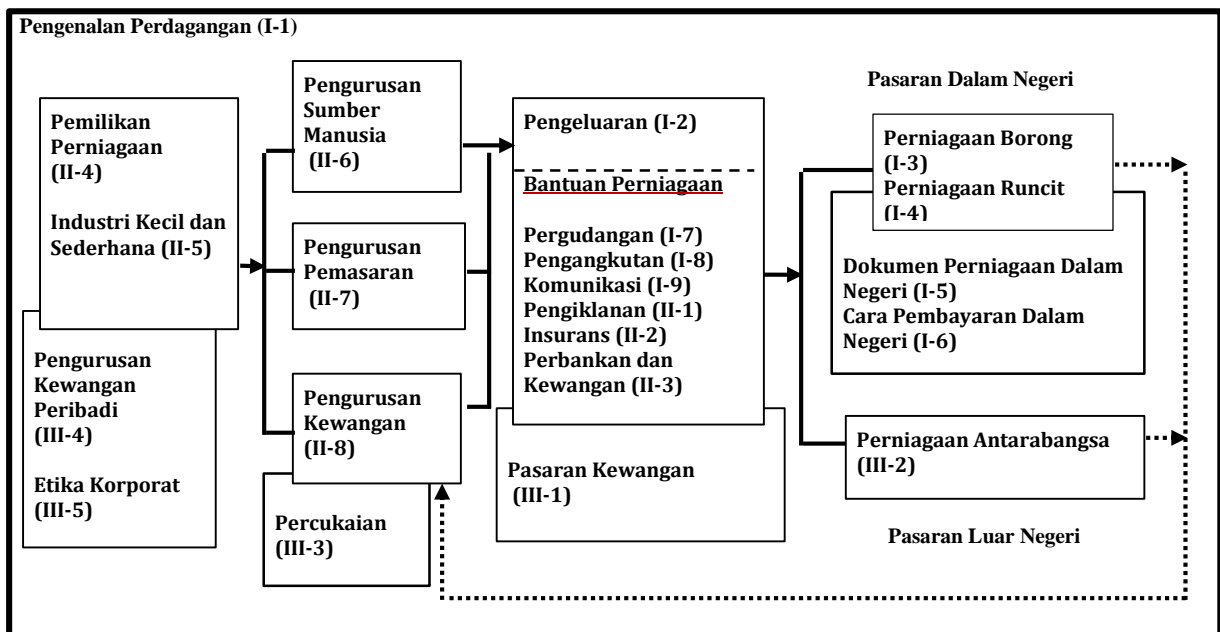 Pengenalan Perdagangan (I-1)
Pemilikan
Perniagaan
(II-4)
Industri Kecil dan
Sederhana (II-5)
Pengurusan
Kewangan
Peribadi
(III-4)
Etika Korporat
(III-5)
Pengurusan
Sumber
Manusia
(II-6)
Pengurusan
Pemasaran
(II-7)
Pengurusan
Kewangan
(II-8)
Percukaian
(III-3)
Pengeluaran (I-2)
Bantuan Perniagaan
Pergudangan (I-7)
Pengangkutan (I-8)
Komunikasi (I-9)
Pengiklanan (II-1)
Insurans (II-2)
Perbankan dan
Kewangan (II-3)
Pasaran Kewangan
(III-1)
Pasaran Dalam Negeri
Perniagaan Borong
(I-3)
Perniagaan Runcit
(I-4)
Dokumen Perniagaan Dalam
Negeri (I-5)
Cara Pembayaran Dalam
Negeri (I-6)
Perniagaan Antarabangsa
(III-2)
Pasaran Luar Negeri